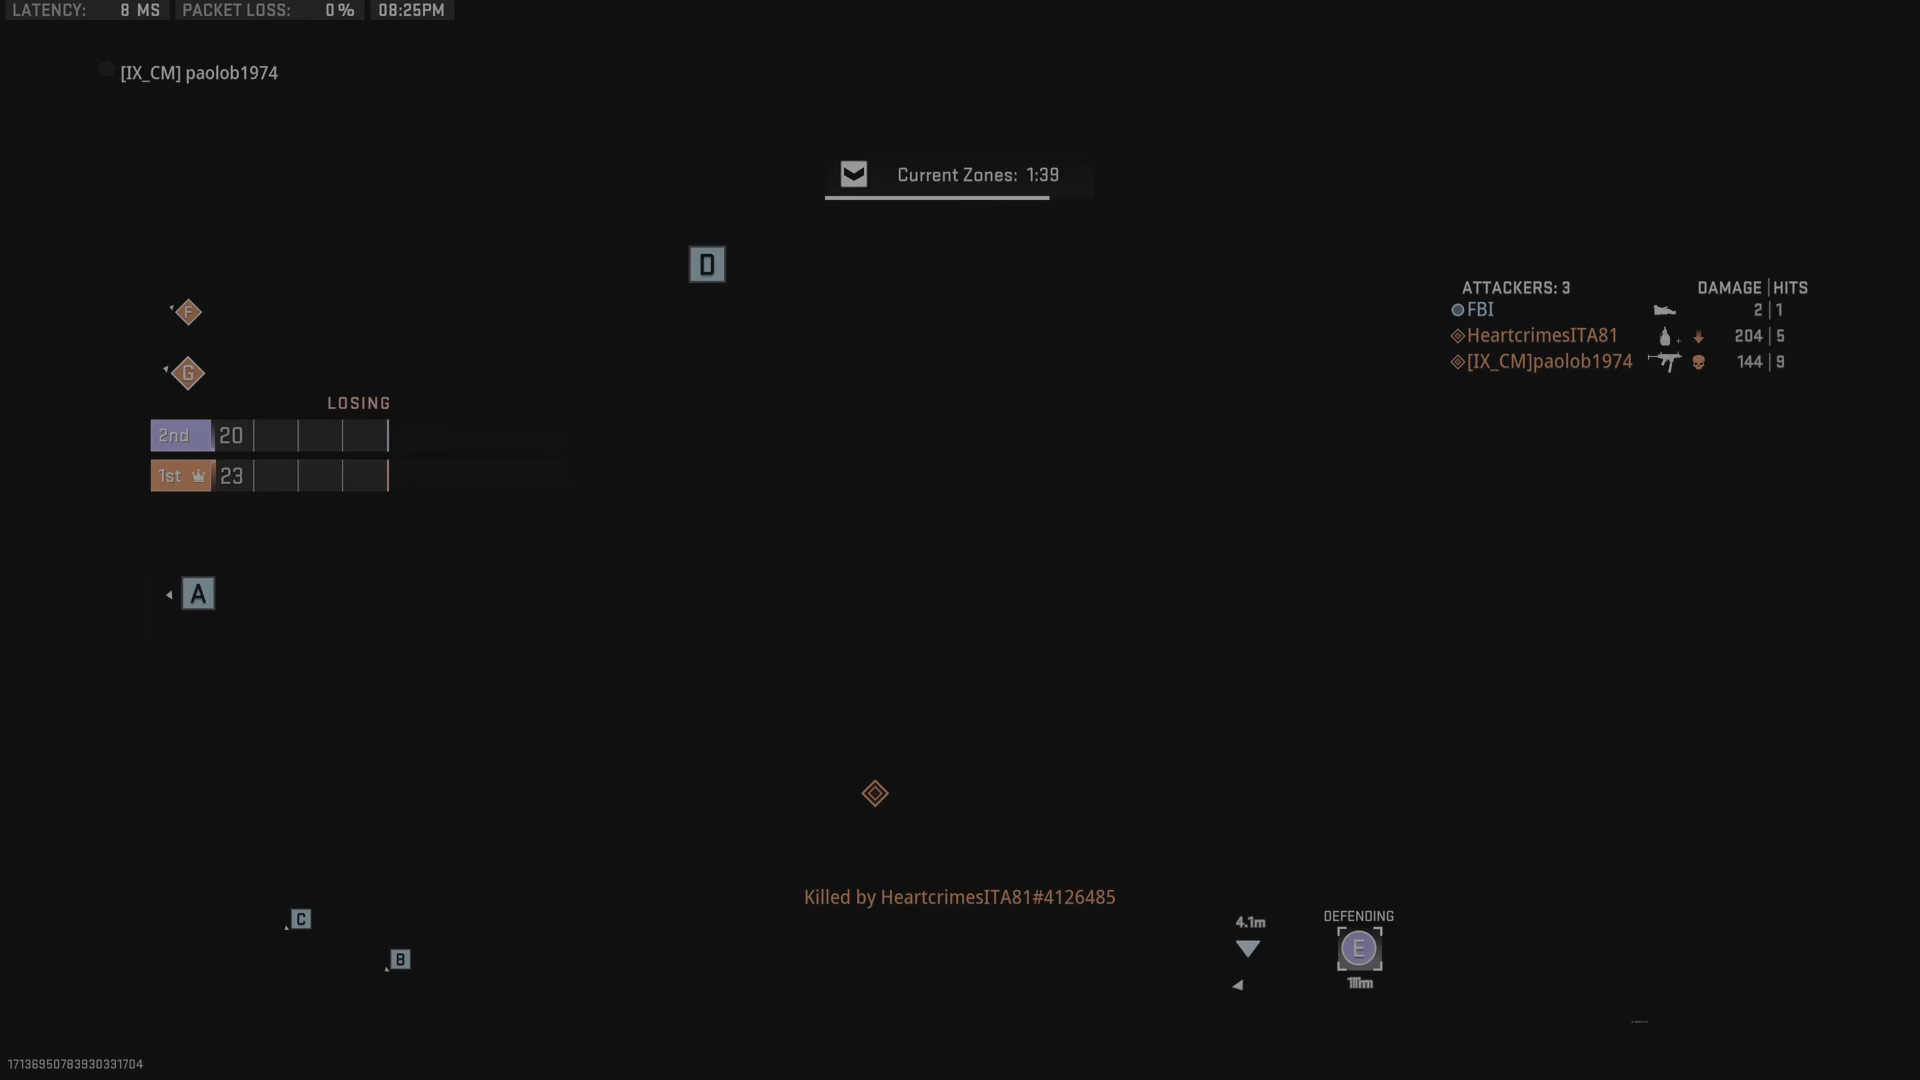 LATENCY: 8 MS PACKET LOSS: 0% 08:25PM
[IX_CM] paolob1974
Current Zones: 1:39
D
F
G
LOSING
2nd 20
1st 23
A
ATTACKERS: 3 DAMAGE | HITS
FBI 2 | 1
HeartcrimesITA81 204 | 5
[IX_CM]paolob1974 144 | 9
Killed by HeartcrimesITA81#4126485
C
B
4.1m
DEFENDING
E
17136950783930331704